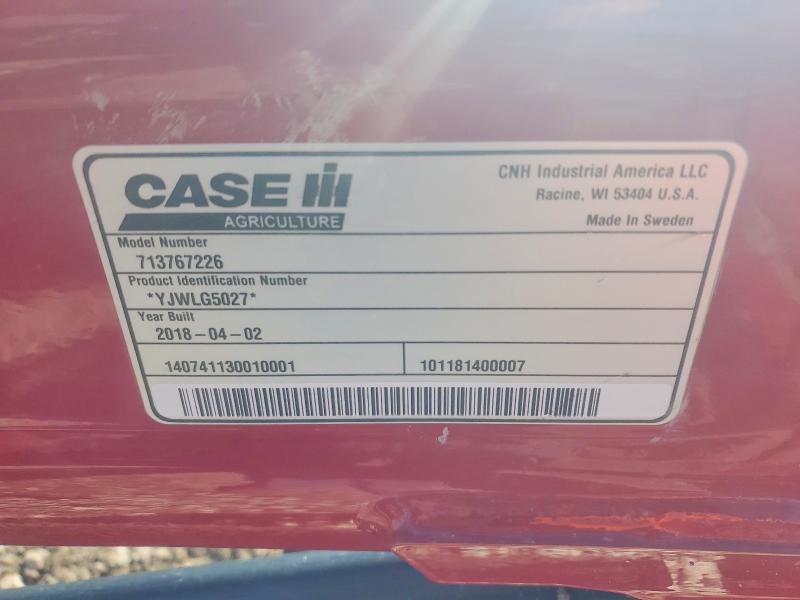 CASE IH
AGRICULTURE
CNH Industrial America LLC
Racine, WI 53404 U.S.A.
Made In Sweden
Model Number
713767226
Product Identification Number
*YJWLG5027*
Year Built
2018-04-02
140741130010001
101181400007